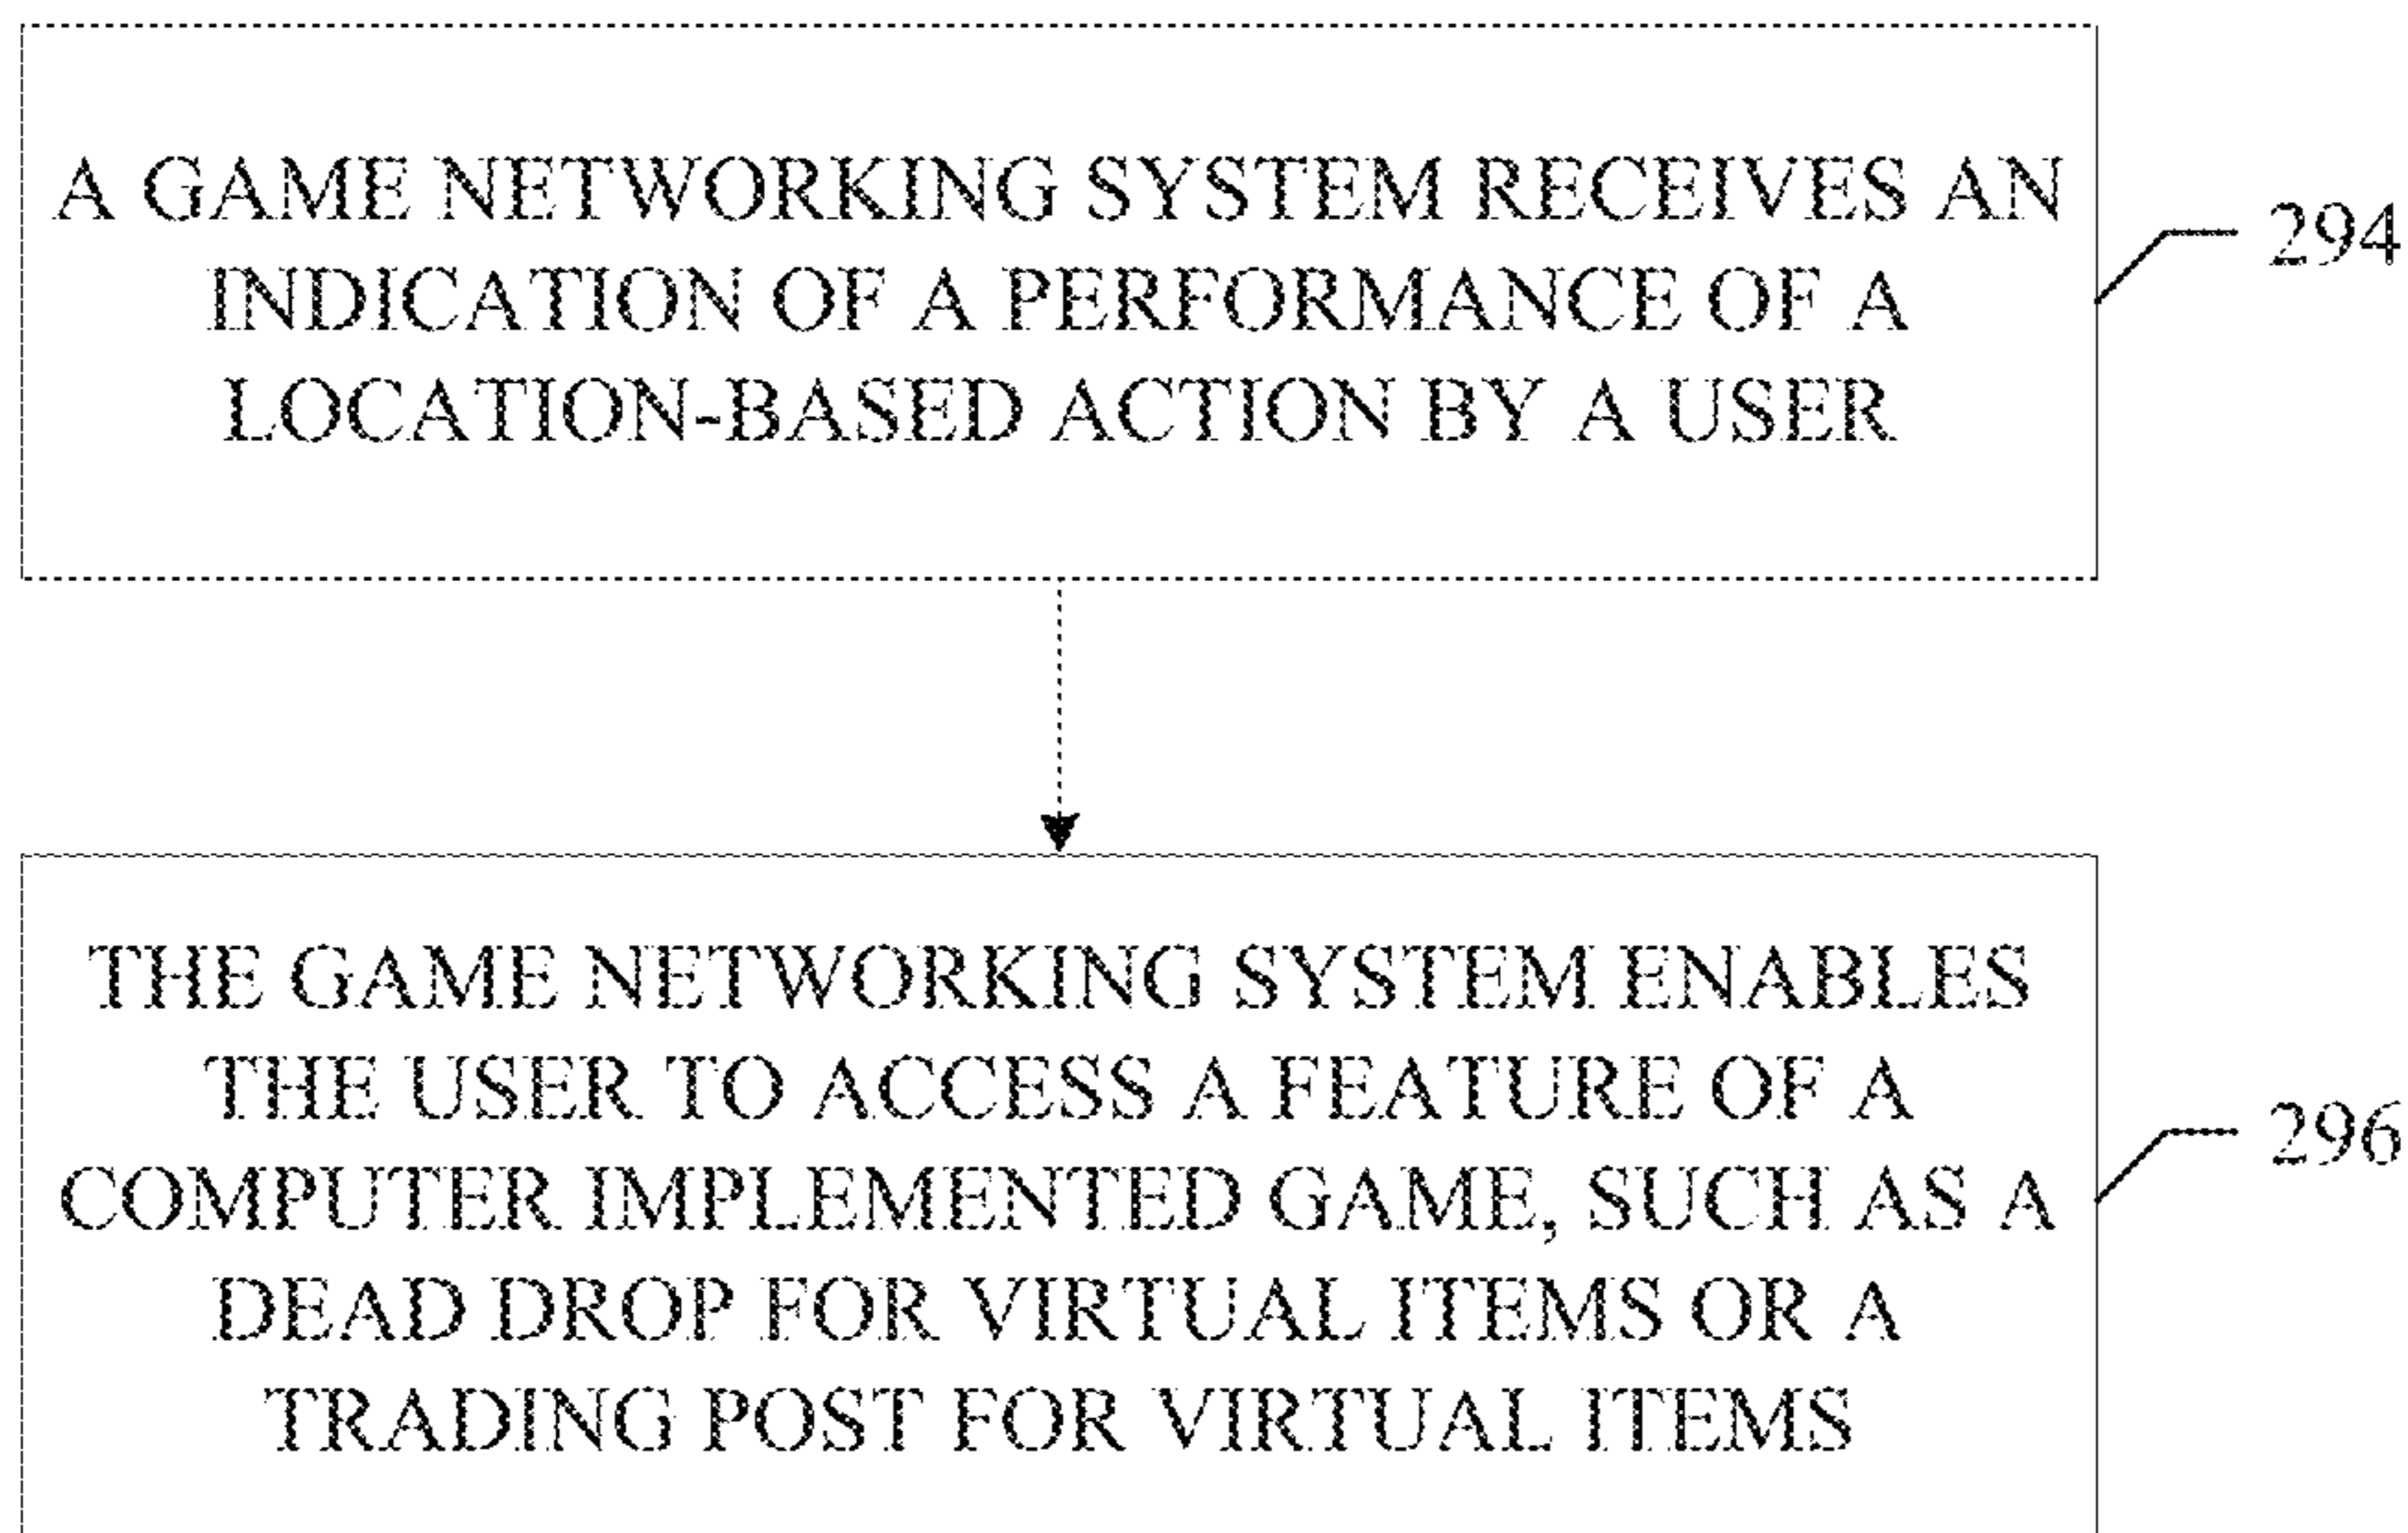 A GAME NETWORKING SYSTEM RECEIVES AN
INDICATION OF A PERFORMANCE OF A
LOCATION-BASED ACTION BY A USER
294
THE GAME NETWORKING SYSTEM ENABLES
THE USER TO ACCESS A FEATURE OF A
COMPUTER IMPLEMENTED GAME, SUCH AS A
DEAD DROP FOR VIRTUAL ITEMS OR A
TRADING POST FOR VIRTUAL ITEMS
296